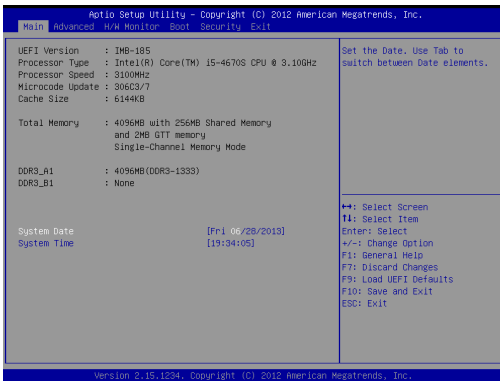 Aptio Setup Utility – Copyright (C) 2012 American Megatrends, Inc.
Main Advanced H/W Monitor Boot Security Exit
UEFI Version : IMB-185
Processor Type : Intel(R) Core(TM) i5-4670S CPU @ 3.10GHz
Processor Speed : 3100MHz
Microcode Update : 306C3/7
Cache Size : 6144KB
Total Memory : 4096MB with 256MB Shared Memory
and 2MB GTT memory
Single-Channel Memory Mode
DDR3_A1 : 4096MB(DDR3-1333)
DDR3_B1 : None
System Date [Fri 06/28/2013]
System Time [19:34:05]
Set the Date. Use Tab to
switch between Date elements.
↔: Select Screen
↑↓: Select Item
Enter: Select
+/-: Change Option
F1: General Help
F7: Discard Changes
F9: Load UEFI Defaults
F10: Save and Exit
ESC: Exit
Version 2.15.1234. Copyright (C) 2012 American Megatrends, Inc.